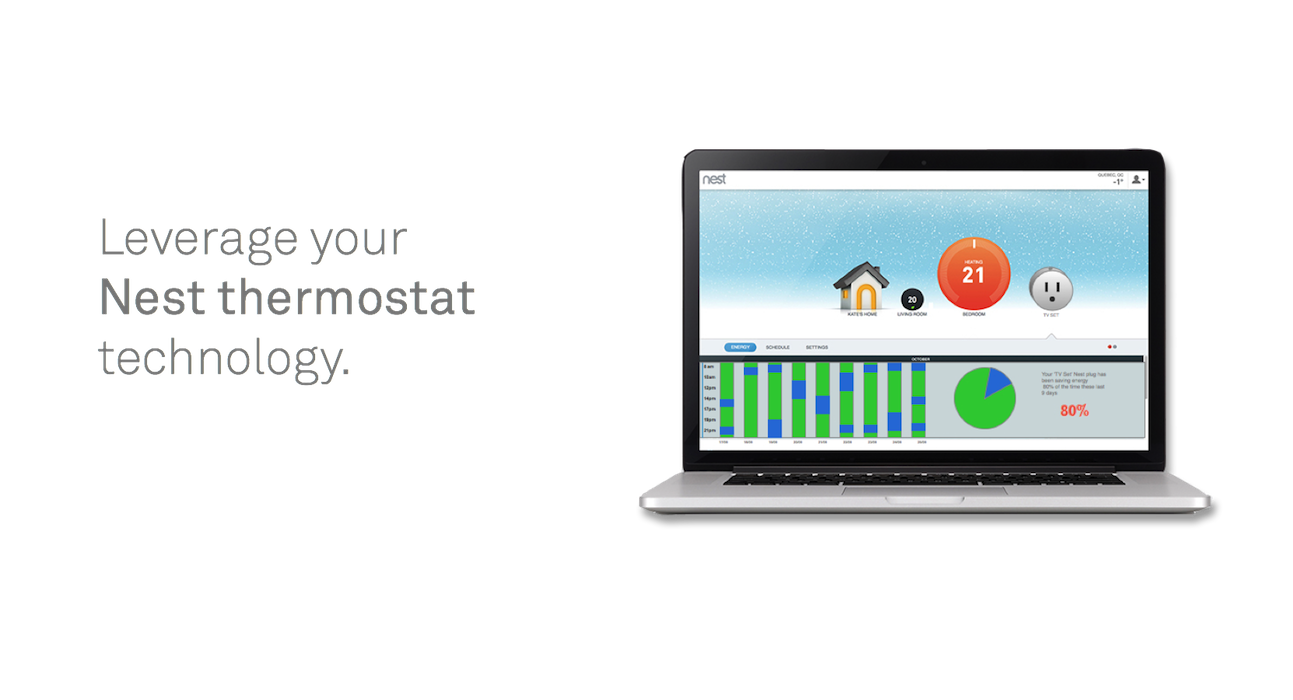 Leverage your
Nest thermostat
technology.
nest
QUEBEC, QC
-1°
HEATING
21
20
KATE'S HOME
LIVING ROOM
BEDROOM
TV SET
ENERGY
SCHEDULE
SETTINGS
OCTOBER
Your 'TV Set' Nest plug has
been saving energy
80% of the time these last
9 days
80%
10am
12pm
14pm
17pm
19pm
21pm